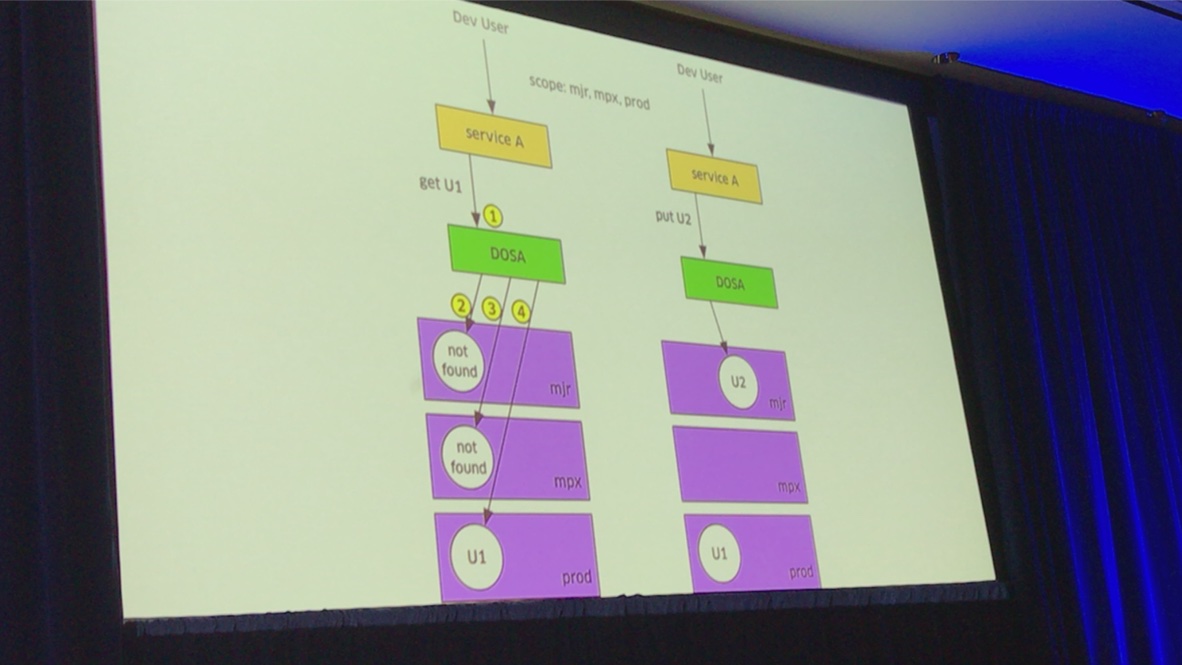 Dev User
scope: mjr, mpx, prod
service A
get U1
1
DOSA
2
3
4
not
found
mjr
not
found
mpx
U1
prod
Dev User
service A
put U2
DOSA
U2
mjr
mpx
U1
prod